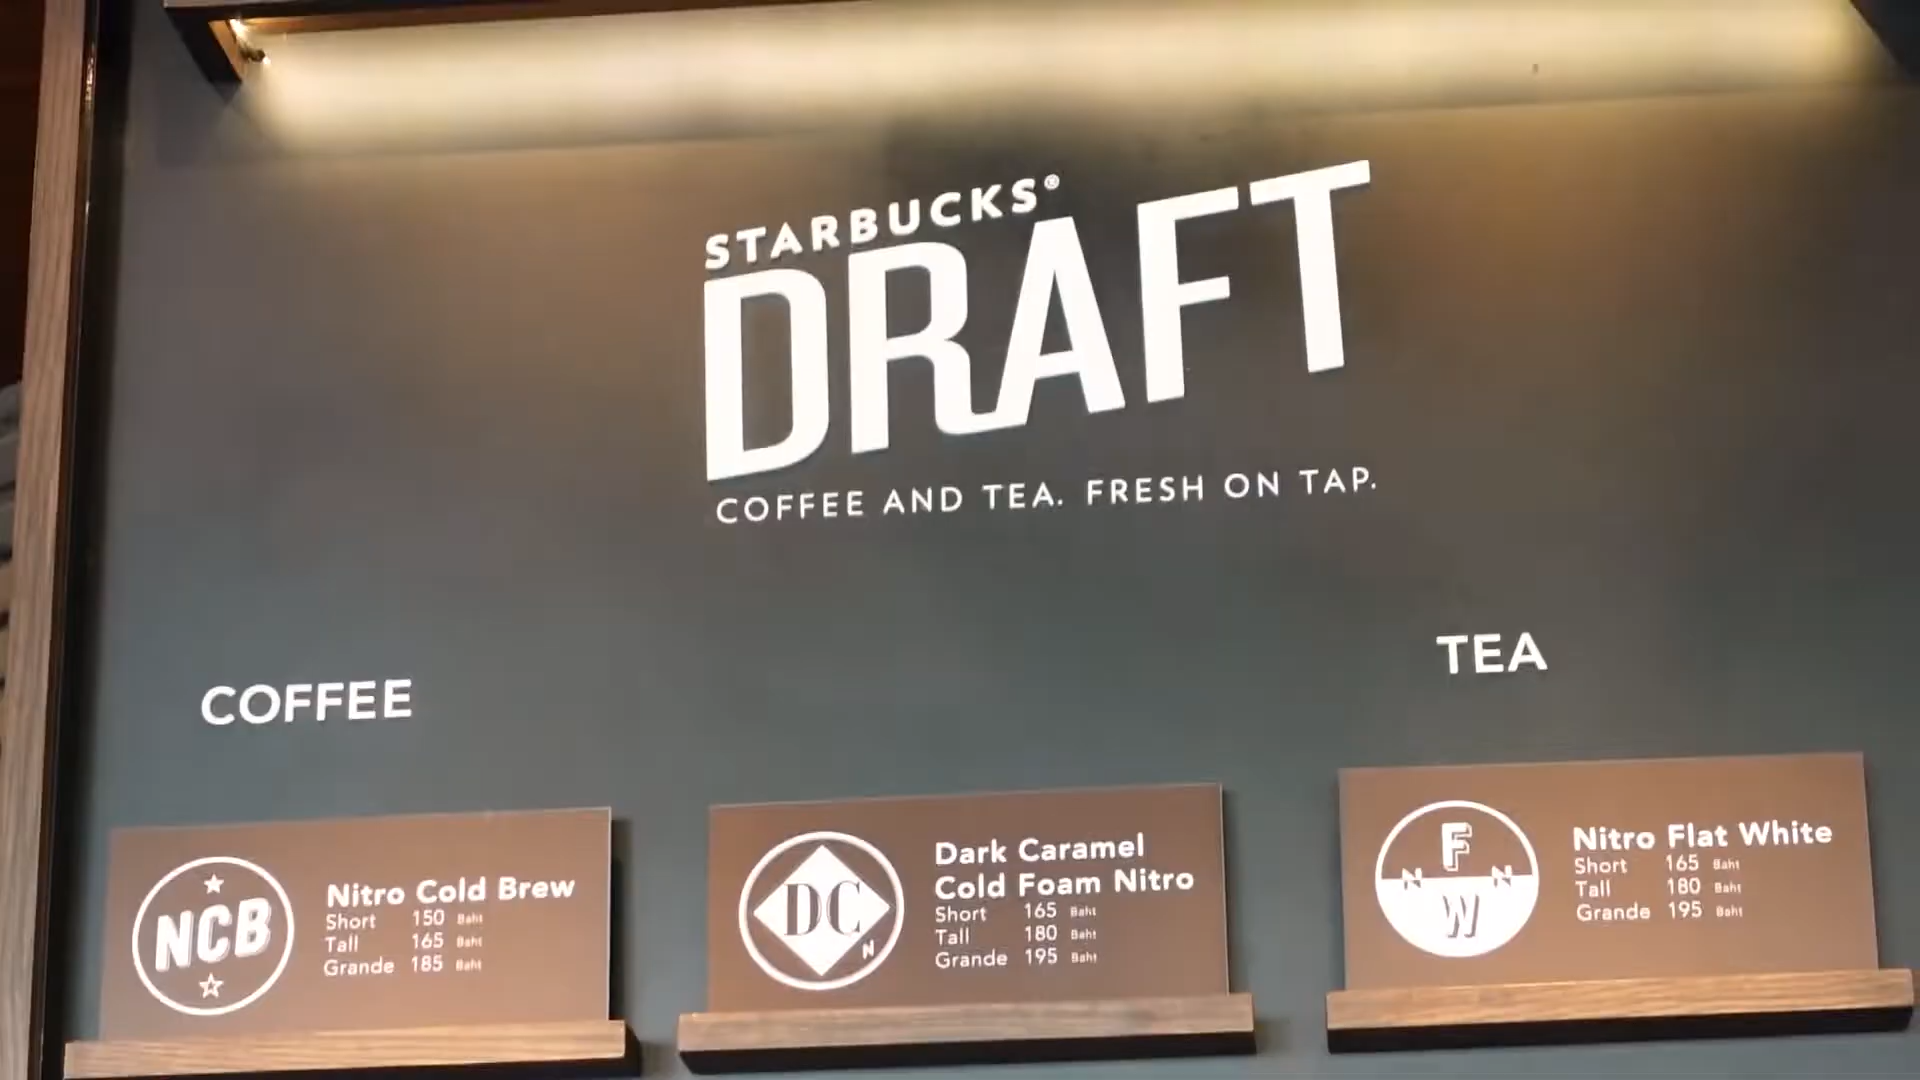 STARBUCKS®
DRAFT
COFFEE AND TEA. FRESH ON TAP.
COFFEE
TEA
NCB
Nitro Cold Brew
Short 150 Baht
Tall 165 Baht
Grande 185 Baht
DC
N
Dark Caramel
Cold Foam Nitro
Short 165 Baht
Tall 180 Baht
Grande 195 Baht
F
N N
W
Nitro Flat White
Short 165 Baht
Tall 180 Baht
Grande 195 Baht